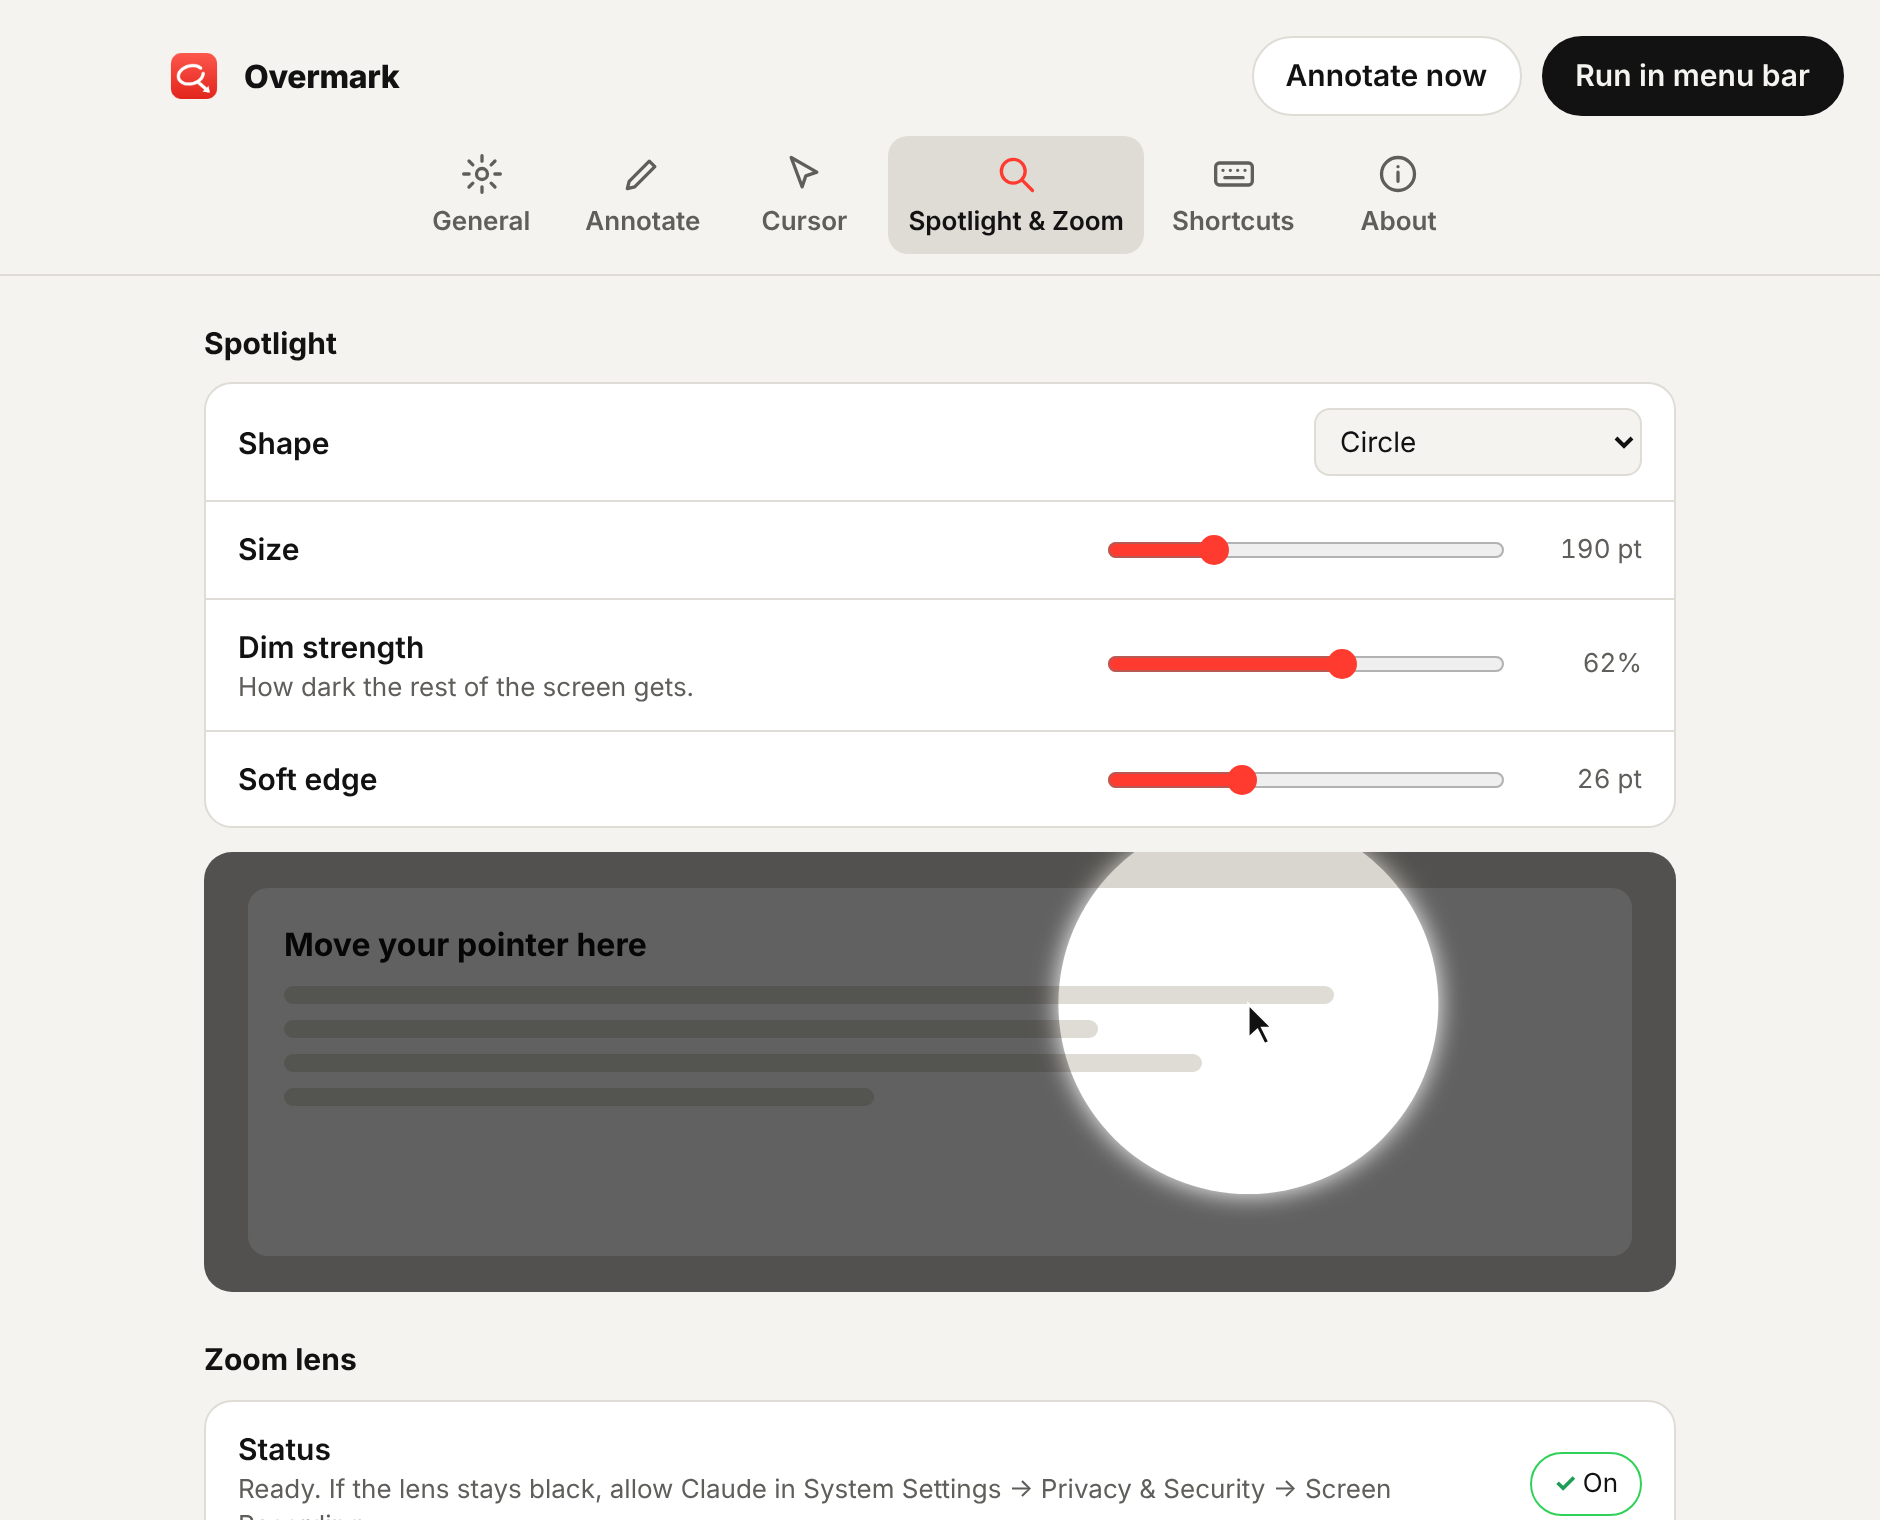 Overmark
Annotate now
Run in menu bar
General
Annotate
Cursor
Spotlight & Zoom
Shortcuts
About
Spotlight
Shape
Circle
Size
190 pt
Dim strength
62%
How dark the rest of the screen gets.
Soft edge
26 pt
Move your pointer here
Zoom lens
Status
Ready. If the lens stays black, allow Claude in System Settings → Privacy & Security → Screen
On